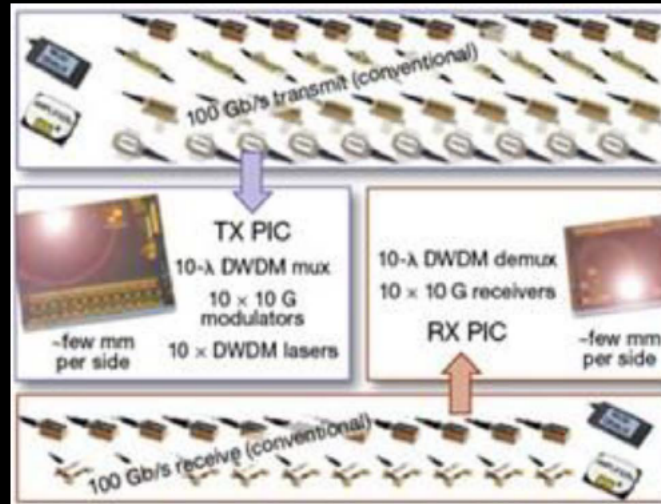 100 Gb/s transmit (conventional)
TX PIC
10-λ DWDM mux
10 × 10 G
modulators
10 × DWDM lasers
~few mm
per side
10-λ DWDM demux
10 × 10 G receivers
RX PIC
~few mm
per side
100 Gb/s receive (conventional)